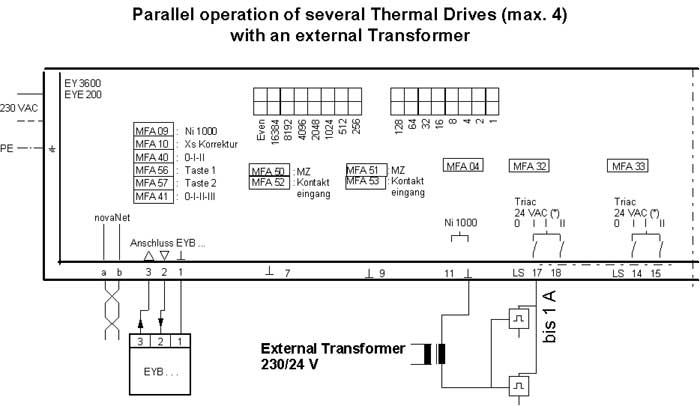 Parallel operation of several Thermal Drives (max. 4)
with an external Transformer
EY 3600
EYE 200
230 VAC
PE
MFA 09 : Ni 1000
MFA 10 : Xs Korrektur
MFA 40 : 0-I-II
MFA 56 : Taste 1
MFA 57 : Taste 2
MFA 41 : 0-I-II-III
Even 16384 8192 4096 2048 1024 512 256
128 64 32 16 8 4 2 1
MFA 50 : MZ
MFA 52 : Kontakt
eingang
MFA 51 : MZ
MFA 53 : Kontakt
eingang
MFA 04
MFA 32
MFA 33
Ni 1000
Triac
24 VAC (*)
0 I II
Triac
24 VAC (*)
0 I II
novaNet
Anschluss EYB ...
a b 3 2 1 7 9 11 LS 17 18 LS 14 15
3 2 1
EYB . . .
External Transformer
230/24 V
bis 1 A